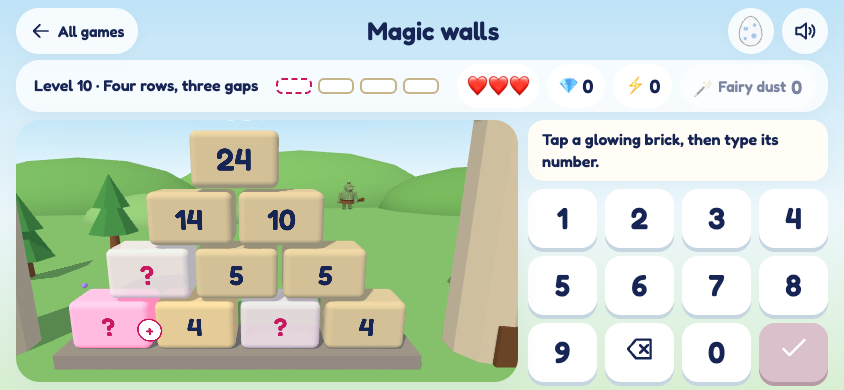 All games
Magic walls
Level 10 · Four rows, three gaps
0
0
Fairy dust 0
24
14 10
? 5 5
? + 4 ? 4
Tap a glowing brick, then type its
number.
1 2 3 4
5 6 7 8
9 0